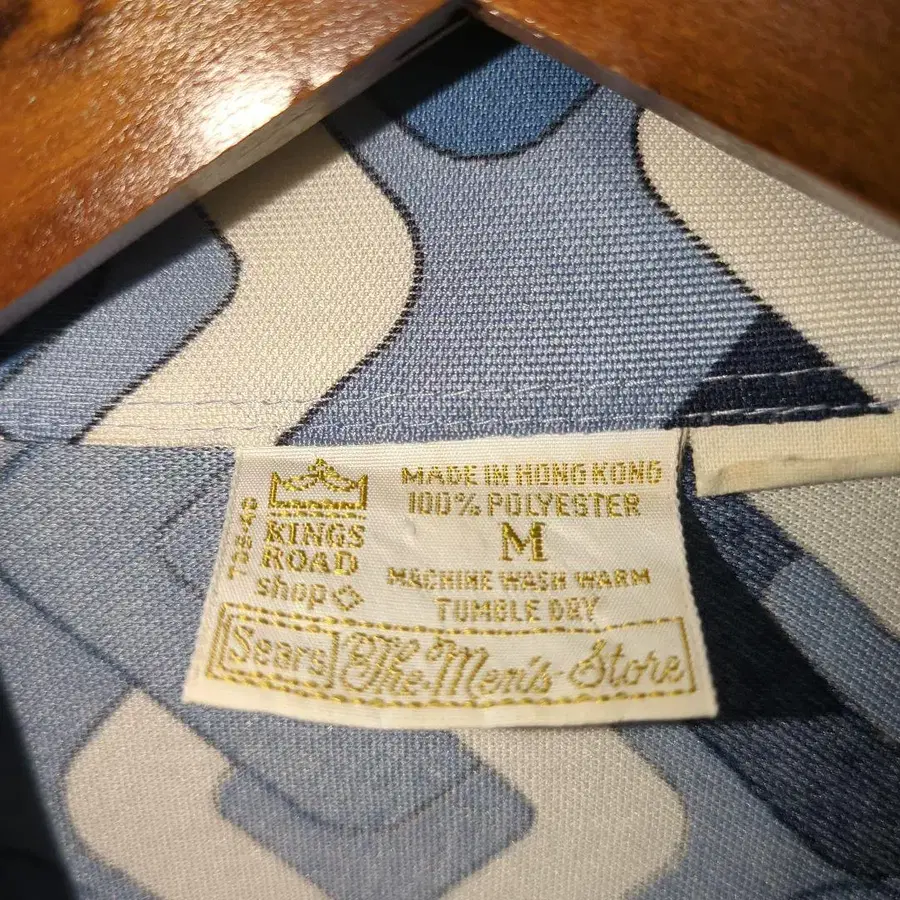 KINGS
ROAD
shop
MADE IN HONG KONG
100% POLYESTER
M
MACHINE WASH WARM
TUMBLE DRY
Sears The Men's Store